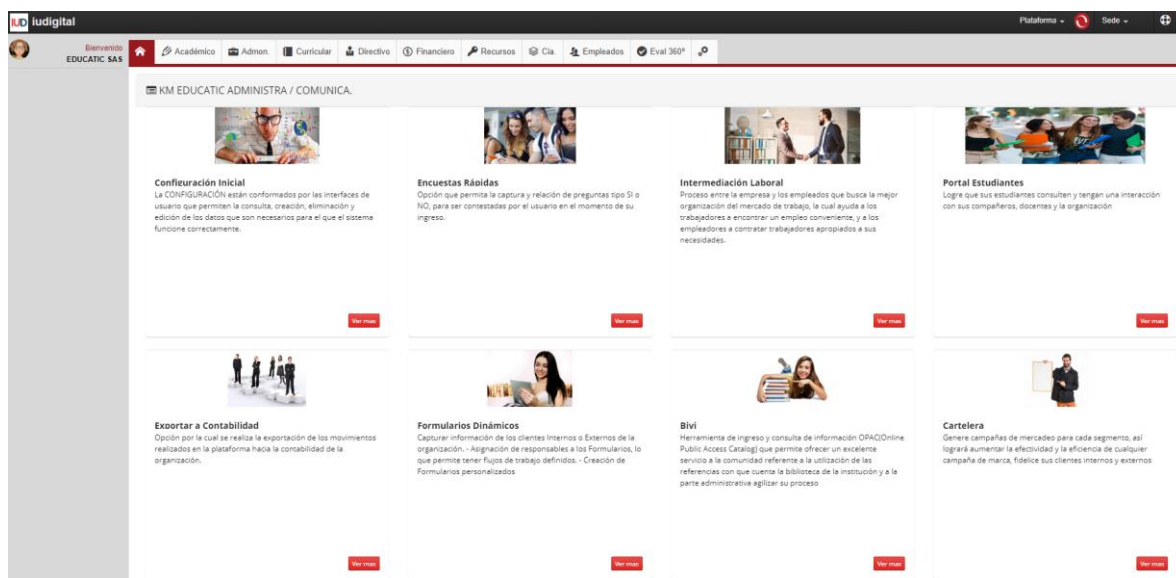 IUD iudigital
Plataforma
Sede
Bienvenido
EDUCATIC SAS
Académico
Admon.
Curricular
Directivo
Financiero
Recursos
Cia.
Empleados
Eval 360º
KM EDUCATIC ADMINISTRA / COMUNICA.
Configuración Inicial
La CONFIGURACIÓN están conformados por las interfaces de
usuario que permiten la consulta, creación, eliminación y
edición de los datos que son necesarios para el que el sistema
funcione correctamente.
Ver mas
Encuestas Rápidas
Opción que permita la captura y relación de preguntas tipo SI o
NO, para ser contestadas por el usuario en el momento de su
ingreso.
Ver mas
Intermediación Laboral
Proceso entre la empresa y los empleados que busca la mejor
organización del mercado de trabajo, la cual ayuda a los
trabajadores a encontrar un empleo conveniente, y a los
empleadores a contratar trabajadores apropiados a sus
necesidades.
Ver mas
Portal Estudiantes
Logre que sus estudiantes consulten y tengan una interacción
con sus compañeros, docentes y la organización
Ver mas
Exportar a Contabilidad
Opción por la cual se realiza la exportación de los movimientos
realizados en la plataforma hacia la contabilidad de la
organización.
Ver mas
Formularios Dinámicos
Capturar información de los clientes Internos o Externos de la
organización. - Asignación de responsables a los Formularios, lo
que permite tener flujos de trabajo definidos. - Creación de
Formularios personalizados
Ver mas
Bivi
Herramienta de ingreso y consulta de información OPAC(Online
Public Access Catalog) que permite ofrecer un excelente
servicio a la comunidad referente a la utilización de las
referencias con que cuenta la biblioteca de la institución y a la
parte administrativa agilizar su proceso
Ver mas
Cartelera
Genere campañas de mercadeo para cada segmento, así
logrará aumentar la efectividad y la eficiencia de cualquier
campaña de marca, fidelice sus clientes internos y externos
Ver mas